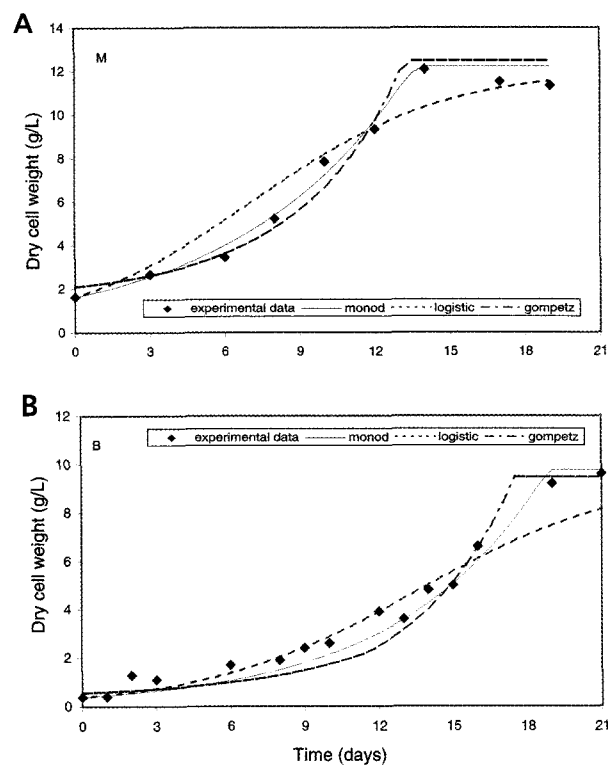 A
14
M
12
10
8
6
4
2
0
Dry cell weight (g/L)
experimental data monod logistic gompetz
0 3 6 9 12 15 18 21
B
12
experimental data monod logistic gompetz
B
10
8
6
4
2
0
Dry cell weight (g/L)
0 3 6 9 12 15 18 21
Time (days)